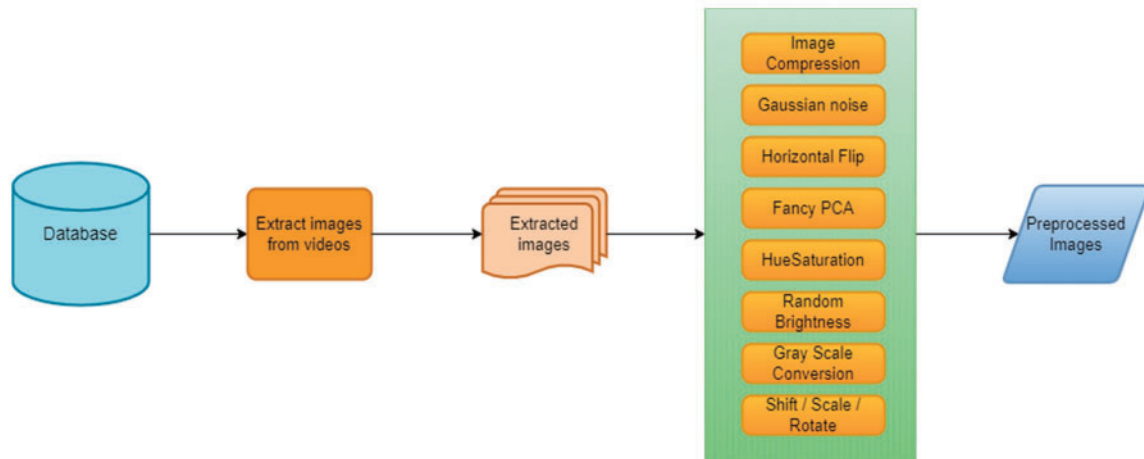 Database
Extract images
from videos
Extracted
images
Image
Compression
Gaussian noise
Horizontal Flip
Fancy PCA
HueSaturation
Random
Brightness
Gray Scale
Conversion
Shift / Scale /
Rotate
Preprocessed
Images